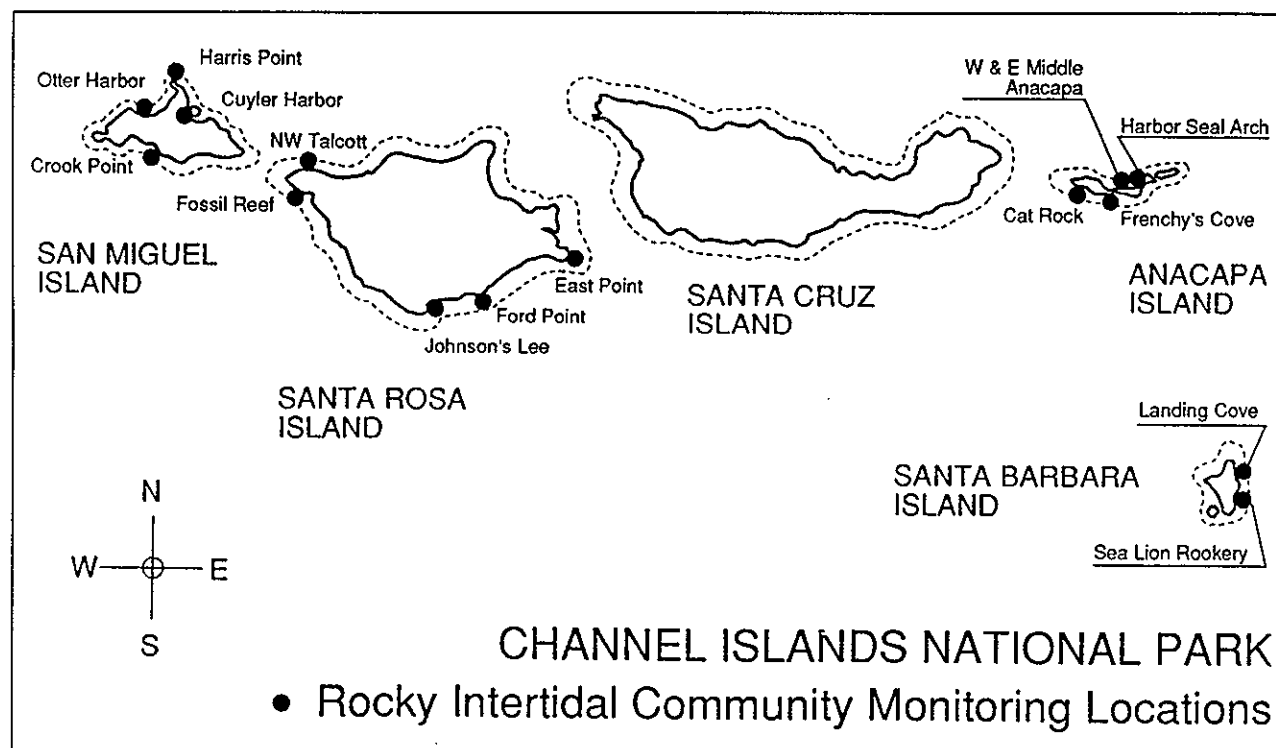 Harris Point
Otter Harbor
Cuyler Harbor
Crook Point
SAN MIGUEL
ISLAND
NW Talcott
Fossil Reef
East Point
Ford Point
Johnson's Lee
SANTA ROSA
ISLAND
SANTA CRUZ
ISLAND
W & E Middle
Anacapa
Harbor Seal Arch
Cat Rock
Frenchy's Cove
ANACAPA
ISLAND
Landing Cove
SANTA BARBARA
ISLAND
Sea Lion Rookery
N
W
E
S
CHANNEL ISLANDS NATIONAL PARK
● Rocky Intertidal Community Monitoring Locations